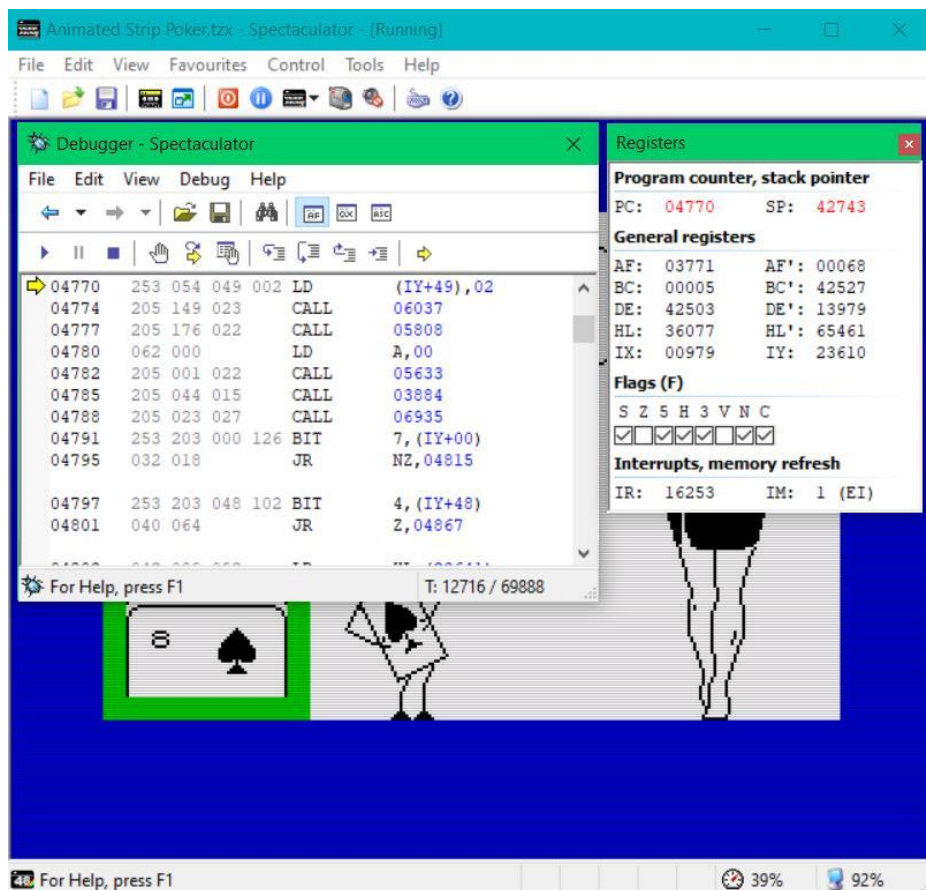 Animated Strip Poker.tzx - Spectaculator - [Running]
File Edit View Favourites Control Tools Help
Debugger - Spectaculator
File Edit View Debug Help
04770 253 054 049 002 LD (IY+49),02
04774 205 149 023 CALL 06037
04777 205 176 022 CALL 05808
04780 062 000 LD A,00
04782 205 001 022 CALL 05633
04785 205 044 015 CALL 03884
04788 205 023 027 CALL 06935
04791 253 203 000 126 BIT 7,(IY+00)
04795 032 018 JR NZ,04815
04797 253 203 048 102 BIT 4,(IY+48)
04801 040 064 JR Z,04867
For Help, press F1 T: 12716 / 69888
Registers
Program counter, stack pointer
PC: 04770 SP: 42743
General registers
AF: 03771 AF': 00068
BC: 00005 BC': 42527
DE: 42503 DE': 13979
HL: 36077 HL': 65461
IX: 00979 IY: 23610
Flags (F)
S Z 5 H 3 V N C
Interrupts, memory refresh
IR: 16253 IM: 1 (EI)
8
48 For Help, press F1 39% 92%